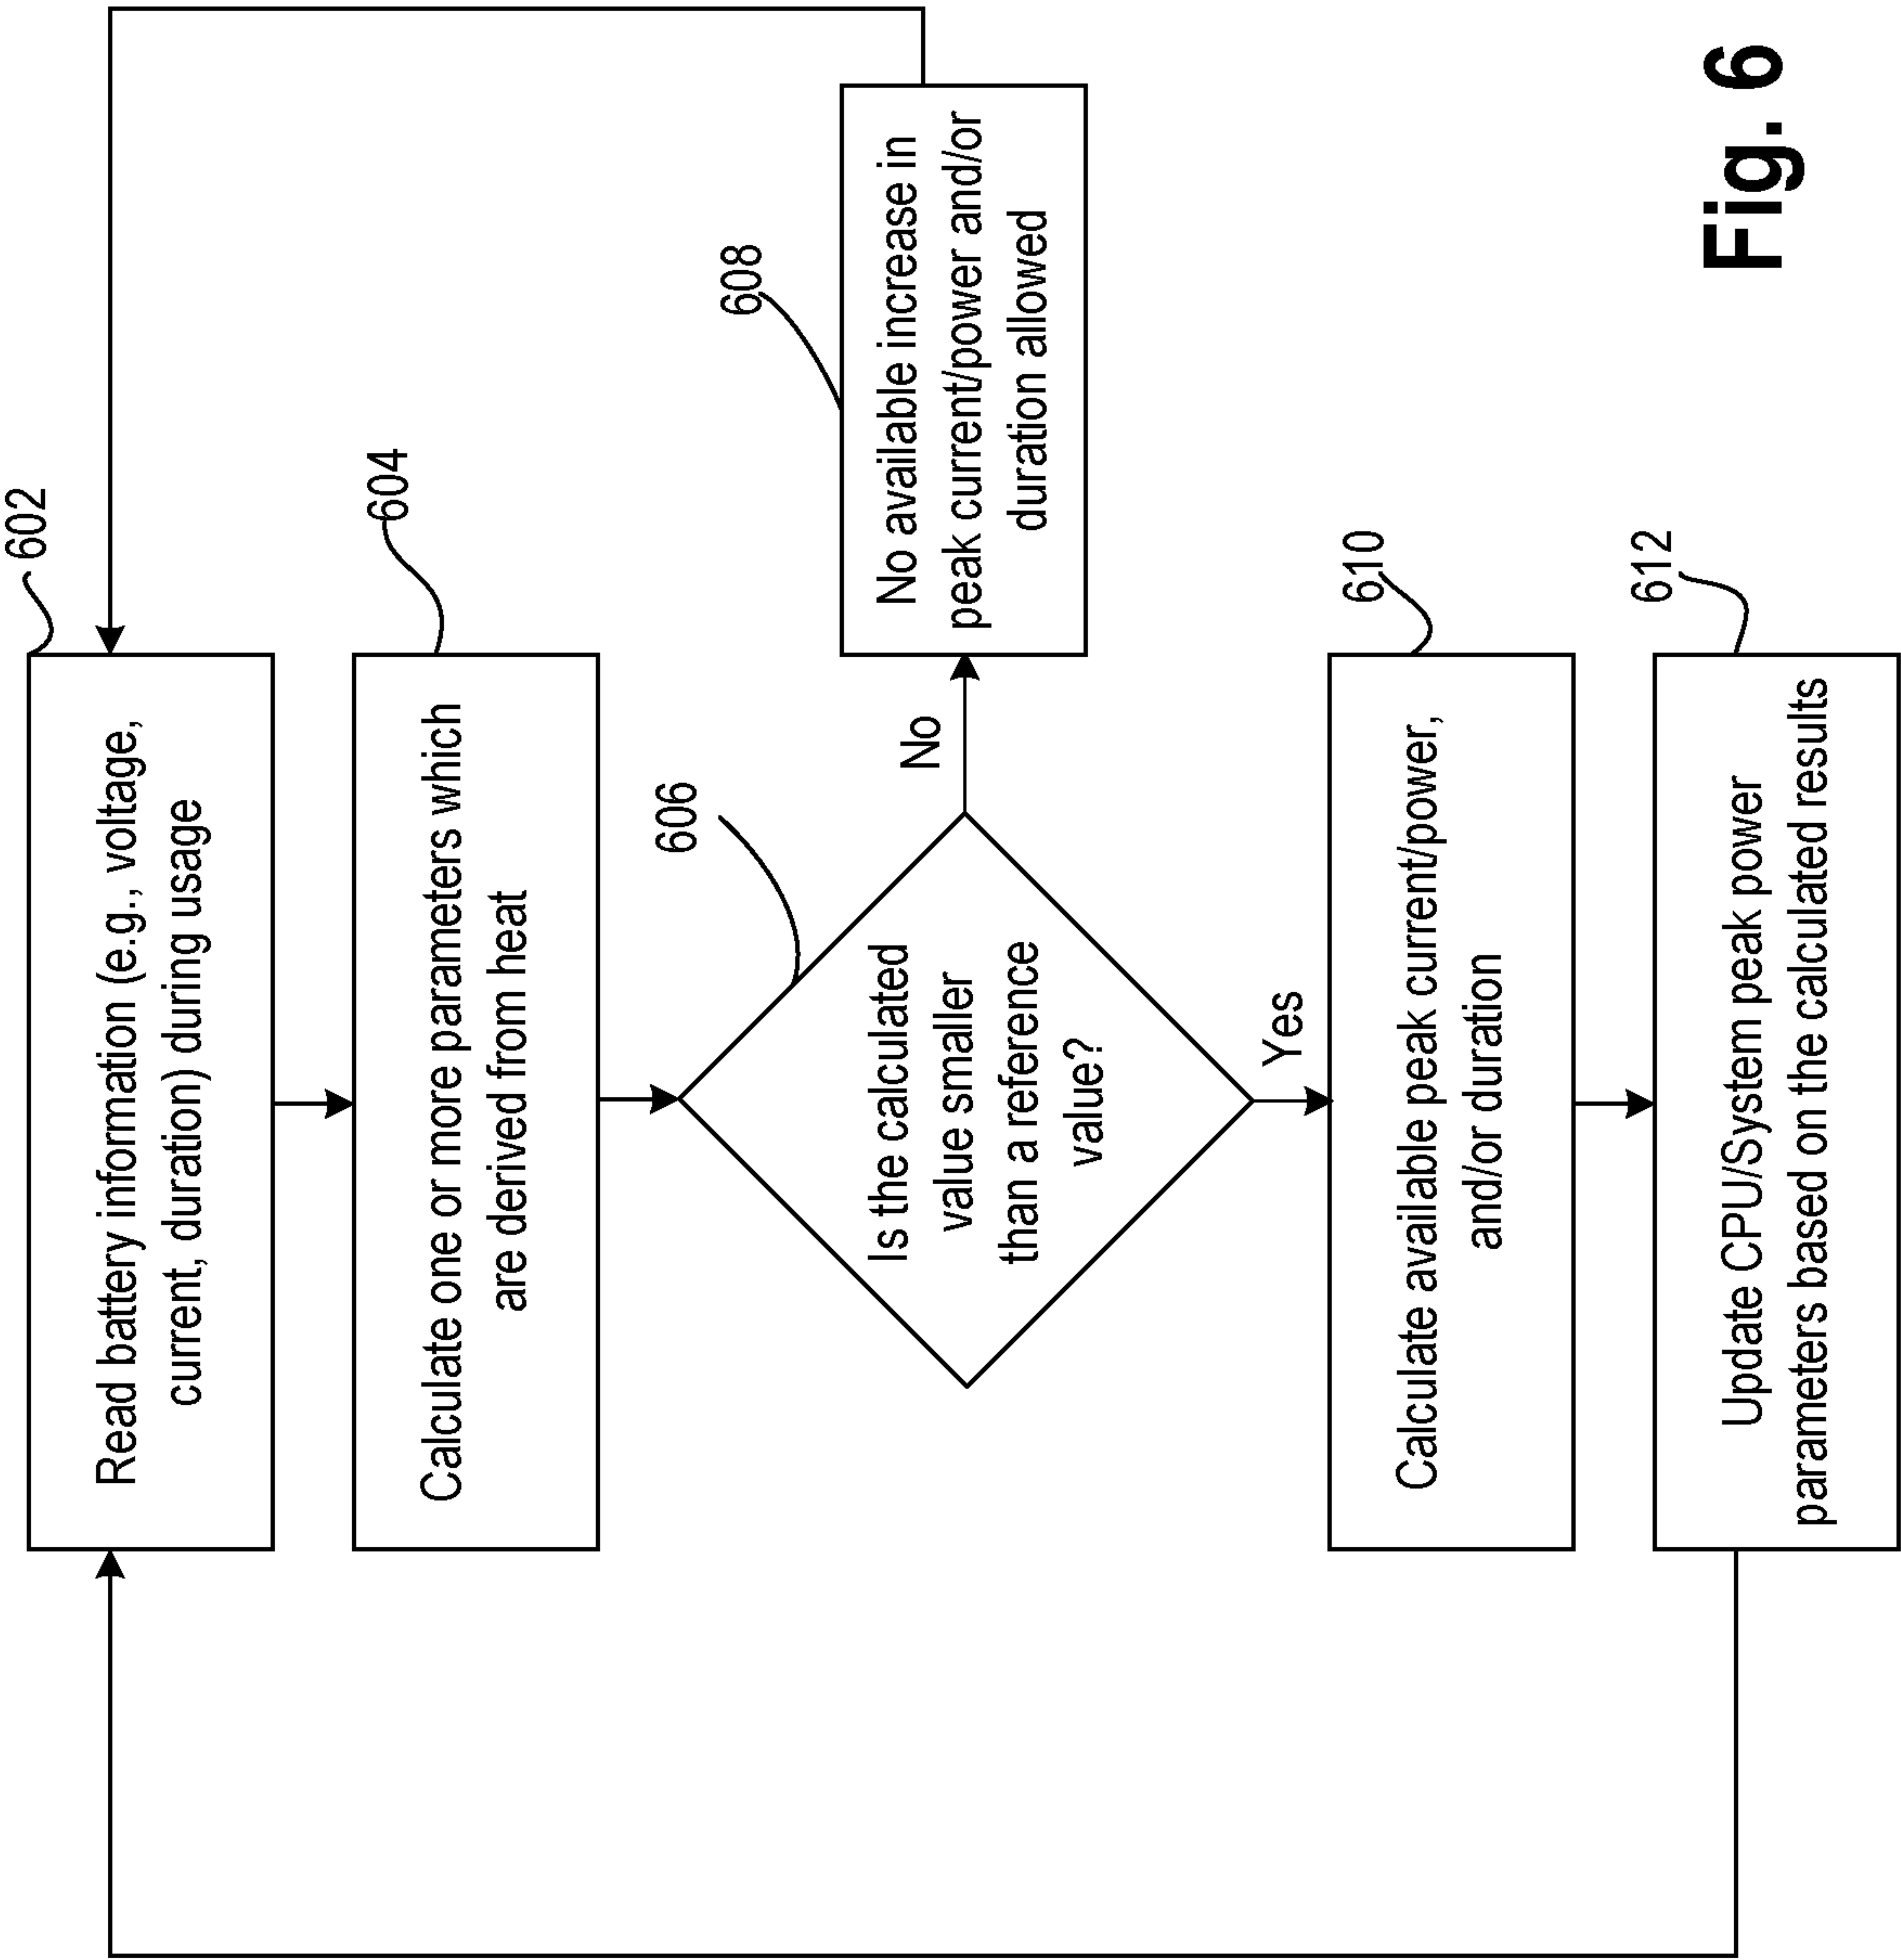 602
Read battery information (e.g., voltage,
current, duration) during usage
604
Calculate one or more parameters which
are derived from heat
606
Is the calculated
value smaller
than a reference
value?
No
608
No available increase in
peak current/power and/or
duration allowed
Yes
610
Calculate available peak current/power,
and/or duration
612
Update CPU/System peak power
parameters based on the calculated results
Fig. 6